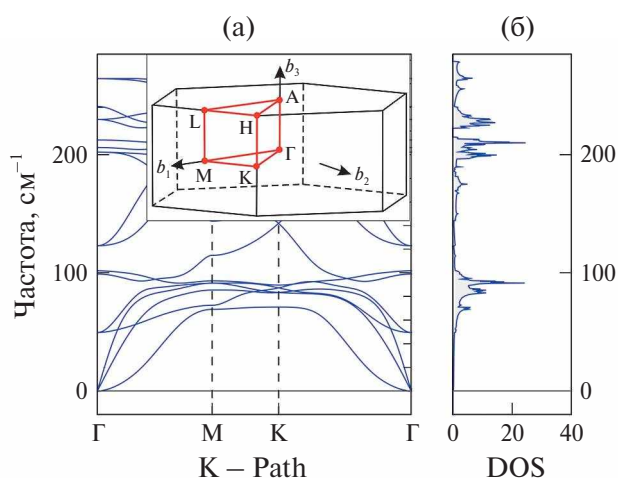 (а) (б)
Частота, см⁻¹
200
100
0
b₃
A
L
H
Γ
b₁
M
K
b₂
200
100
0
Γ M K Γ
0 20 40
K – Path
DOS